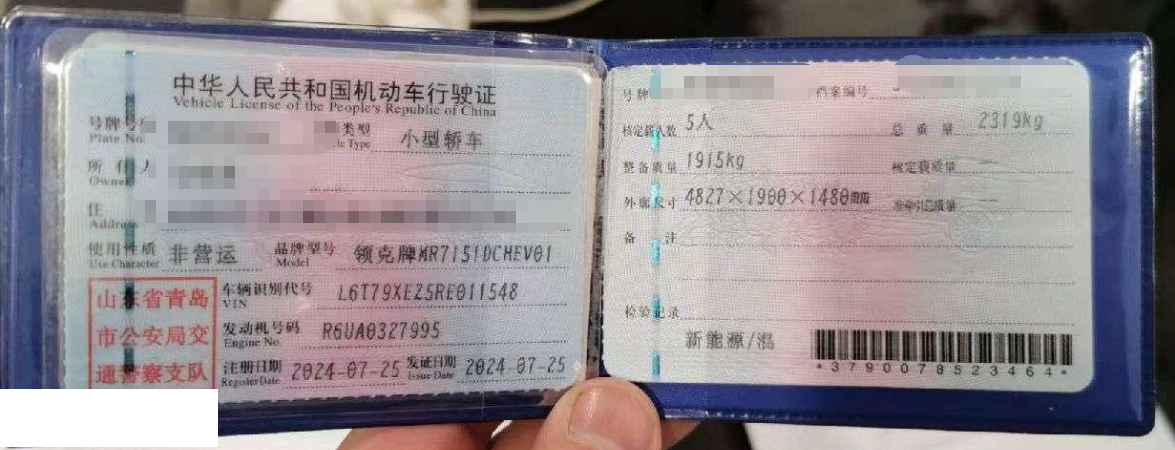 中华人民共和国机动车行驶证
Vehicle License of the People's Republic of China
号牌号
Plate No.
类型
le Type
小型轿车
所有人
Owner
住
Address
使用性质
Use Character
非营运
品牌型号
Model
领克牌MR7151DCHEV01
车辆识别代号
VIN
L6T79XEZ5RE011548
发动机号码
Engine No.
R6UA0327995
注册日期
Register Date
2024-07-25
发证日期
Issue Date
2024-07-25
山东省青岛
市公安局交
通警察支队
号牌
档案编号
核定载人数
5人
总质量
2319kg
整备质量
1915kg
核定载质量
外廓尺寸
4827×1900×1480mm
准牵引总质量
备注
检验记录
新能源/混
*3790078523464*